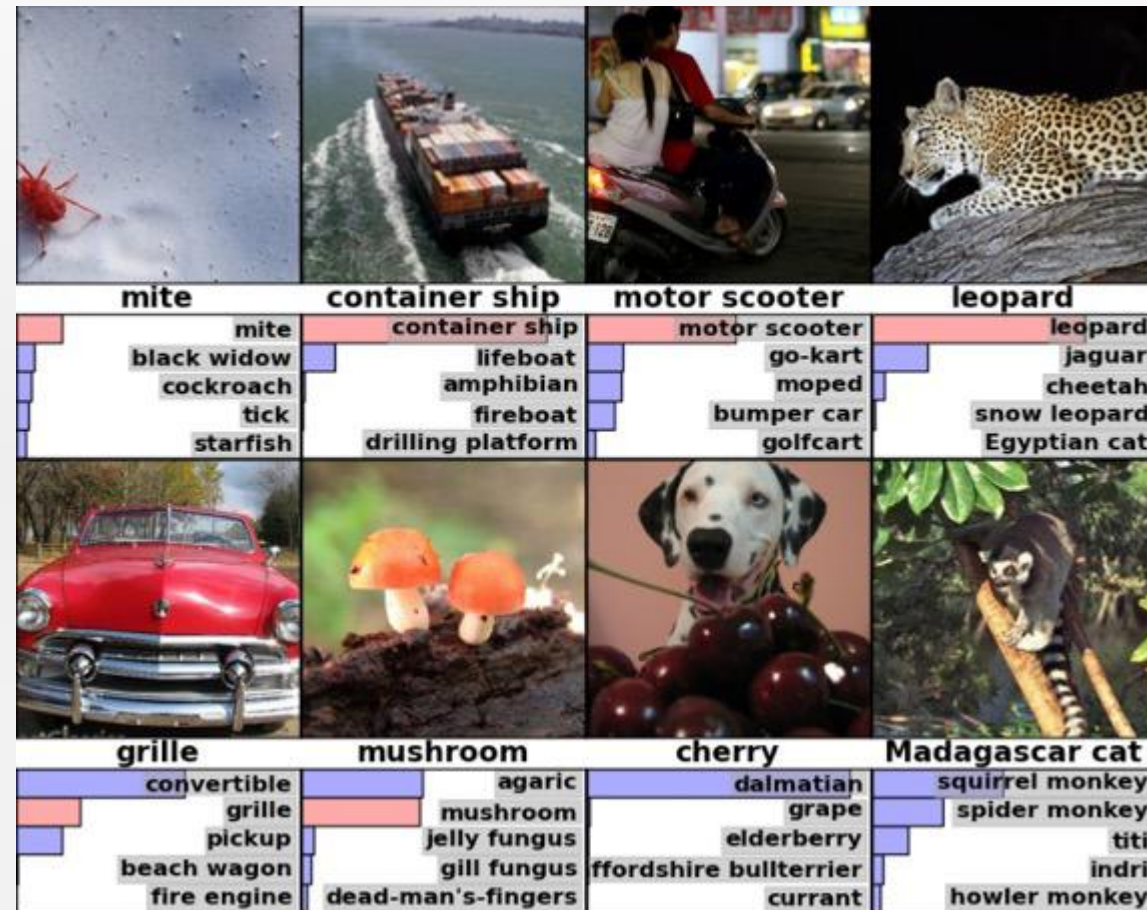 mite
container ship
motor scooter
leopard
mite
black widow
cockroach
tick
starfish
container ship
lifeboat
amphibian
fireboat
drilling platform
motor scooter
go-kart
moped
bumper car
golfcart
leopard
jaguar
cheetah
snow leopard
Egyptian cat
grille
mushroom
cherry
Madagascar cat
convertible
grille
pickup
beach wagon
fire engine
agaric
mushroom
jelly fungus
gill fungus
dead-man's-fingers
dalmatian
grape
elderberry
ffordshire bullterrier
currant
squirrel monkey
spider monkey
titi
indri
howler monkey